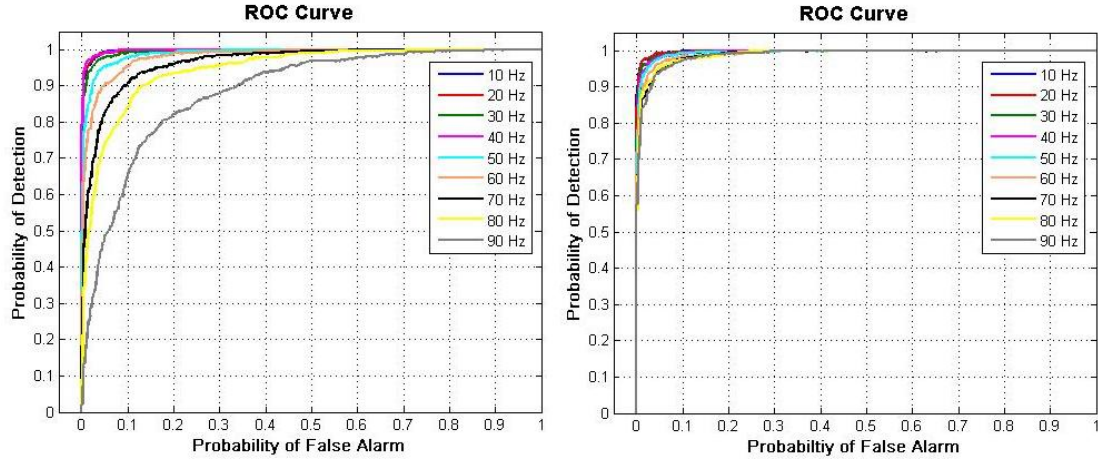 ROC Curve
1
0.9
0.8
0.7
0.6
0.5
0.4
0.3
0.2
0.1
0
Probability of Detection
10 Hz
20 Hz
30 Hz
40 Hz
50 Hz
60 Hz
70 Hz
80 Hz
90 Hz
0 0.1 0.2 0.3 0.4 0.5 0.6 0.7 0.8 0.9 1
Probability of False Alarm
ROC Curve
1
0.9
0.8
0.7
0.6
0.5
0.4
0.3
0.2
0.1
0
Probability of Detection
10 Hz
20 Hz
30 Hz
40 Hz
50 Hz
60 Hz
70 Hz
80 Hz
90 Hz
0 0.1 0.2 0.3 0.4 0.5 0.6 0.7 0.8 0.9 1
Probabiltiy of False Alarm